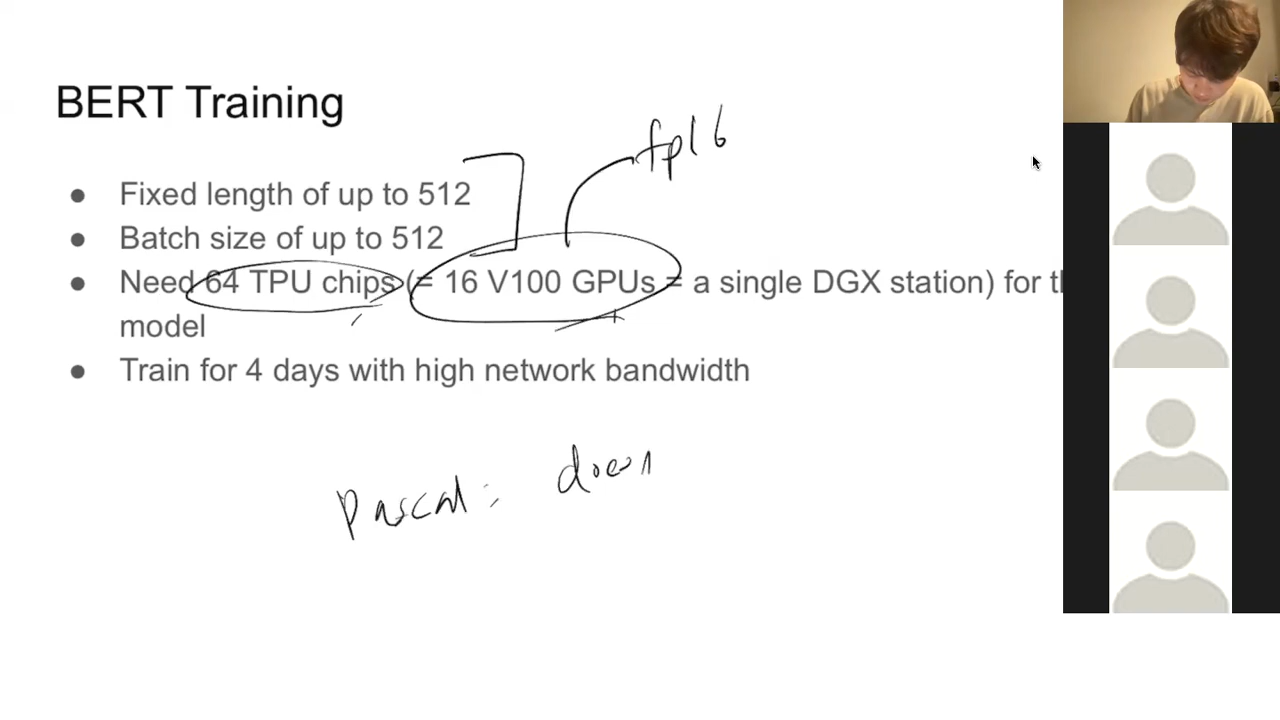 BERT Training
fp16
● Fixed length of up to 512
● Batch size of up to 512
● Need 64 TPU chips (= 16 V100 GPUs = a single DGX station) for t
model
● Train for 4 days with high network bandwidth
Pascal: doesn